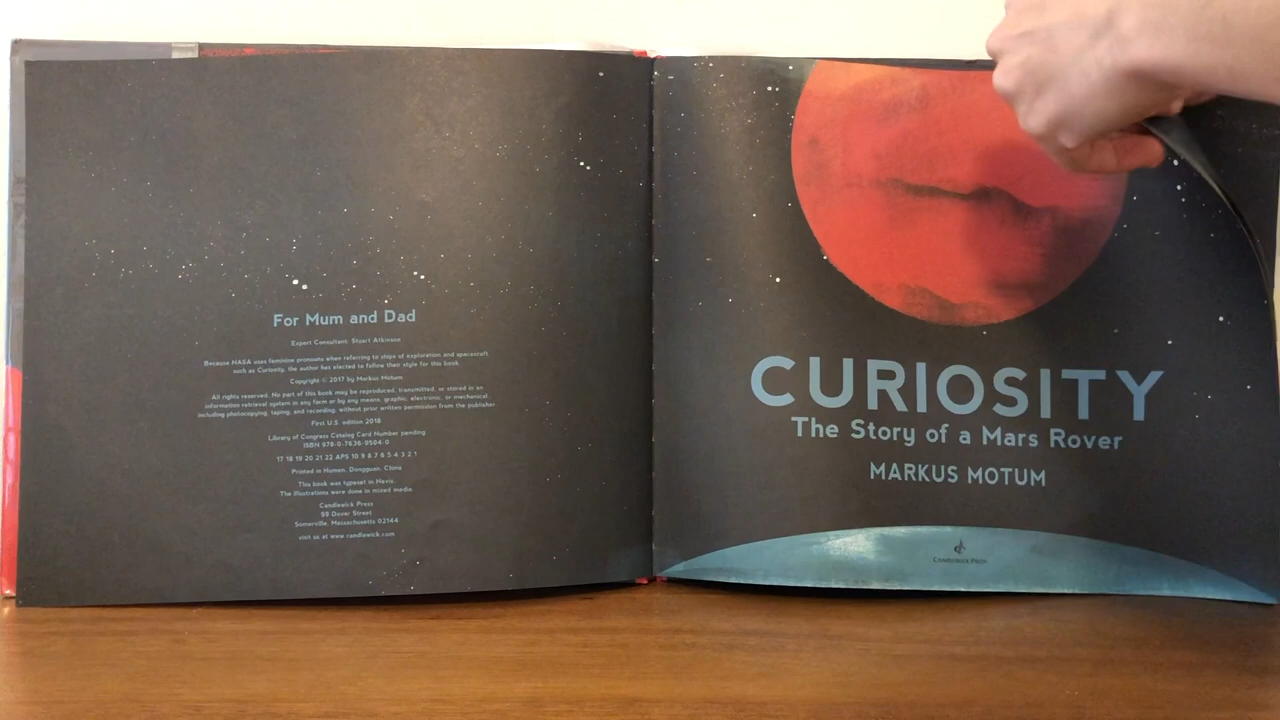 For Mum and Dad
Expert Consultant: Stuart Atkinson
Because NASA uses feminine pronouns when referring to ships of exploration and spacecraft,
such as Curiosity, the author has elected to follow their style for this book.
Copyright © 2017 by Markus Motum
All rights reserved. No part of this book may be reproduced, transmitted, or stored in an
information retrieval system in any form or by any means, graphic, electronic, or mechanical,
including photocopying, taping, and recording, without prior written permission from the publisher.
First U.S. edition 2018
Library of Congress Catalog Card Number pending
ISBN 978-0-7636-9504-0
17 18 19 20 21 22 APS 10 9 8 7 6 5 4 3 2 1
Printed in Humen, Dongguan, China
This book was typeset in Nevis.
The illustrations were done in mixed media.
Candlewick Press
99 Dover Street
Somerville, Massachusetts 02144
visit us at www.candlewick.com
CURIOSITY
The Story of a Mars Rover
MARKUS MOTUM
CANDLEWICK PRESS